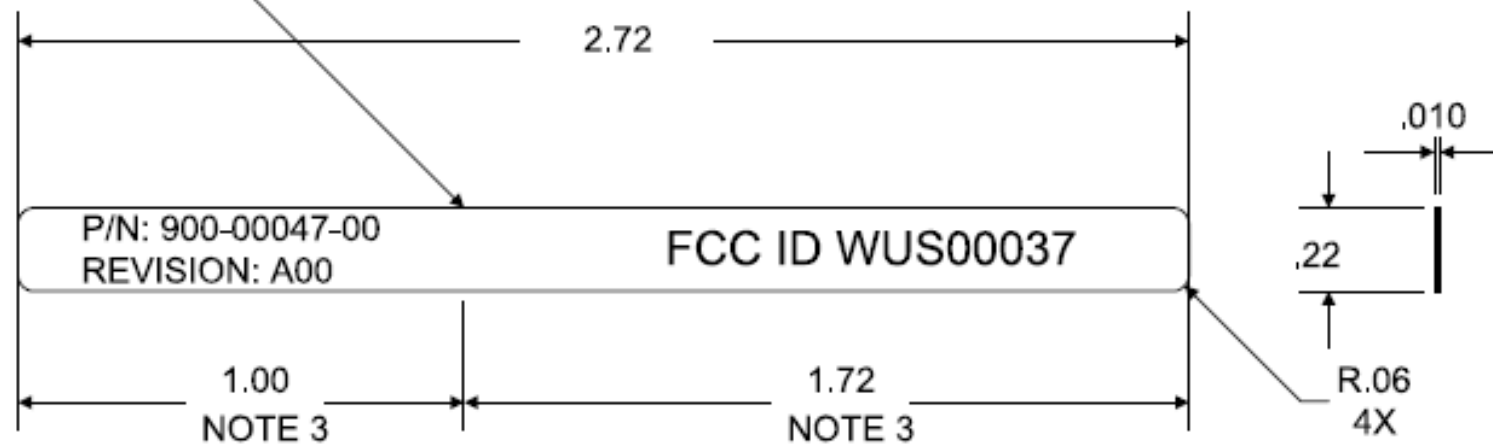 2.72
.010
P/N: 900-00047-00
REVISION: A00
FCC ID WUS00037
.22
1.00
NOTE 3
1.72
NOTE 3
R.06
4X